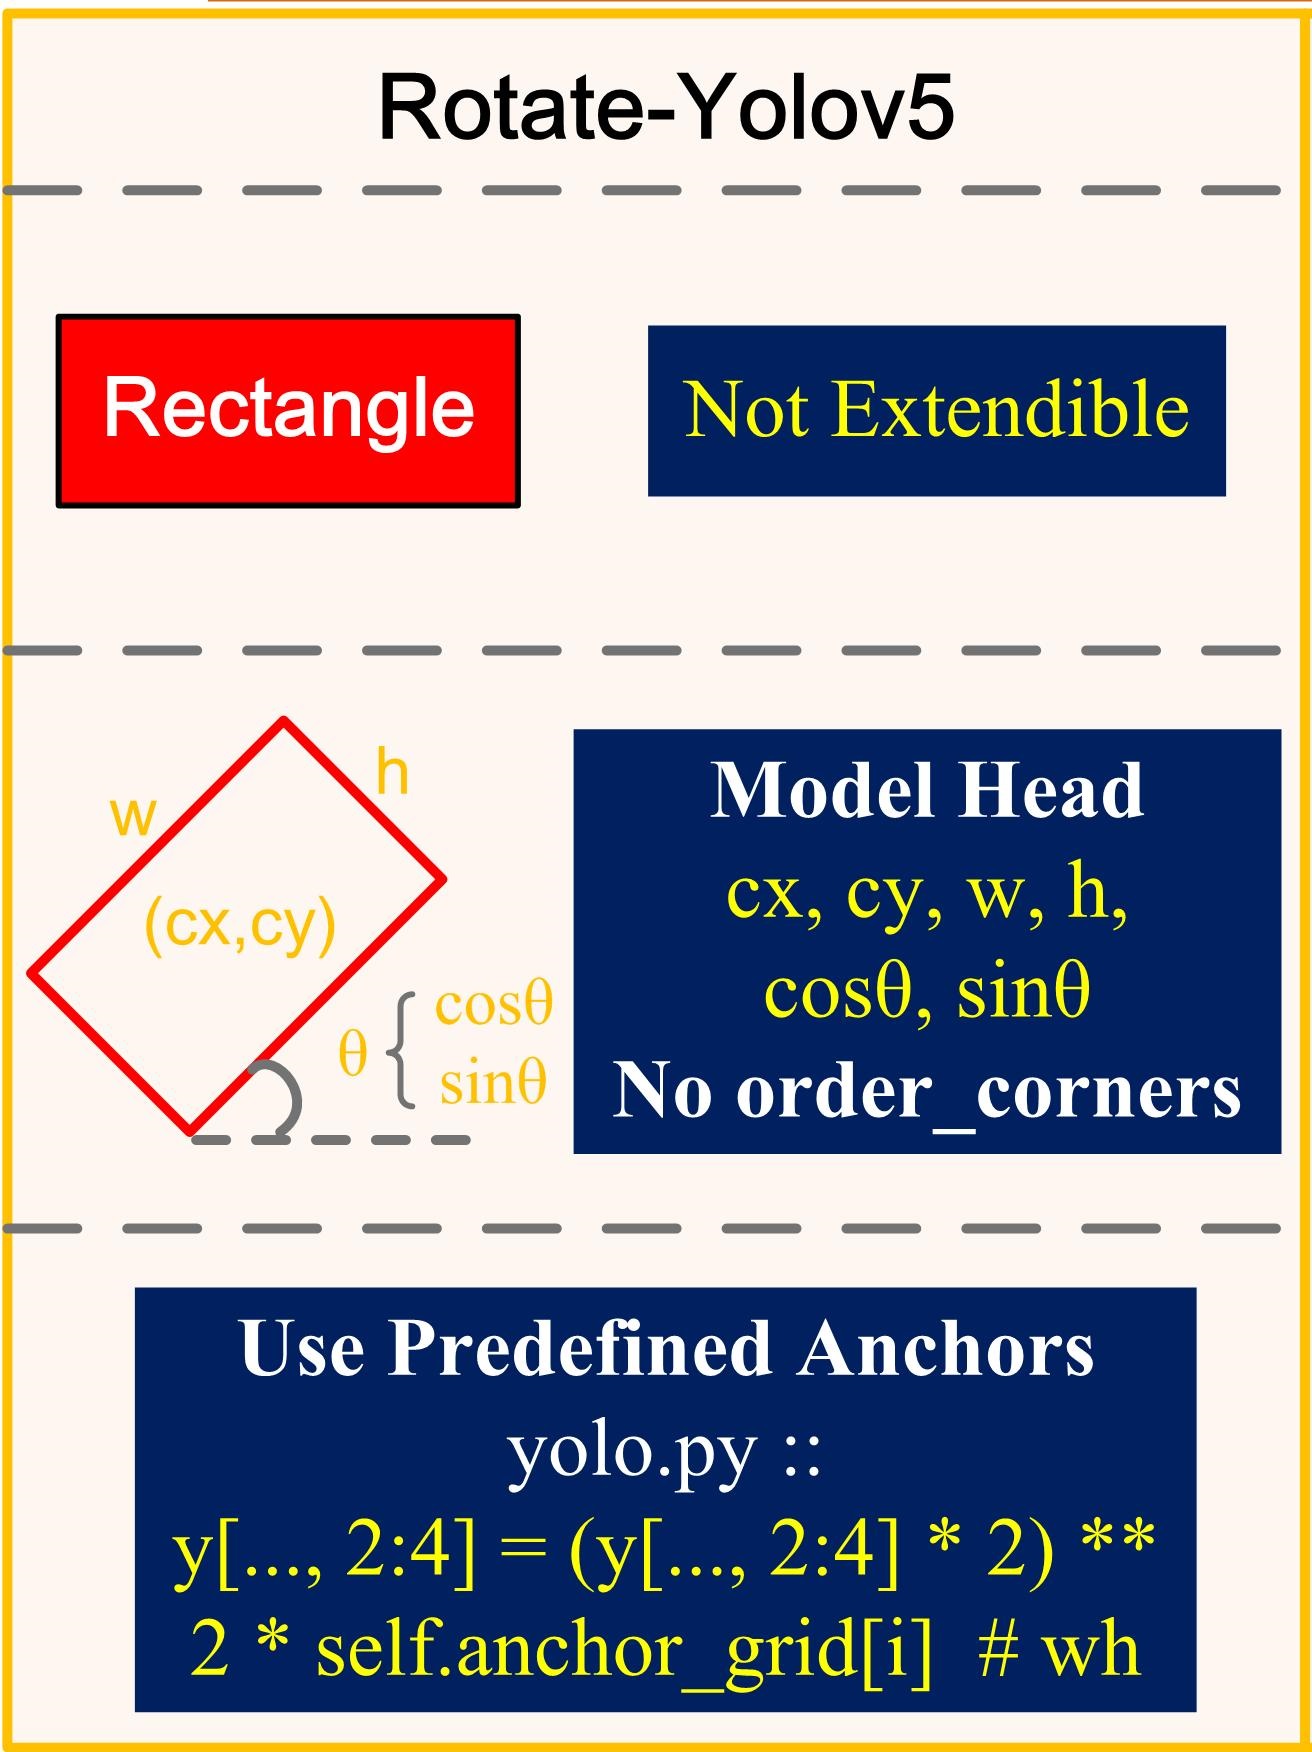 Rotate-Yolov5
Rectangle
Not Extendible
w
h
(cx,cy)
θ
cosθ
sinθ
Model Head
cx, cy, w, h,
cosθ, sinθ
No order_corners
Use Predefined Anchors
yolo.py ::
y[..., 2:4] = (y[..., 2:4] * 2) **
2 * self.anchor_grid[i]  # wh